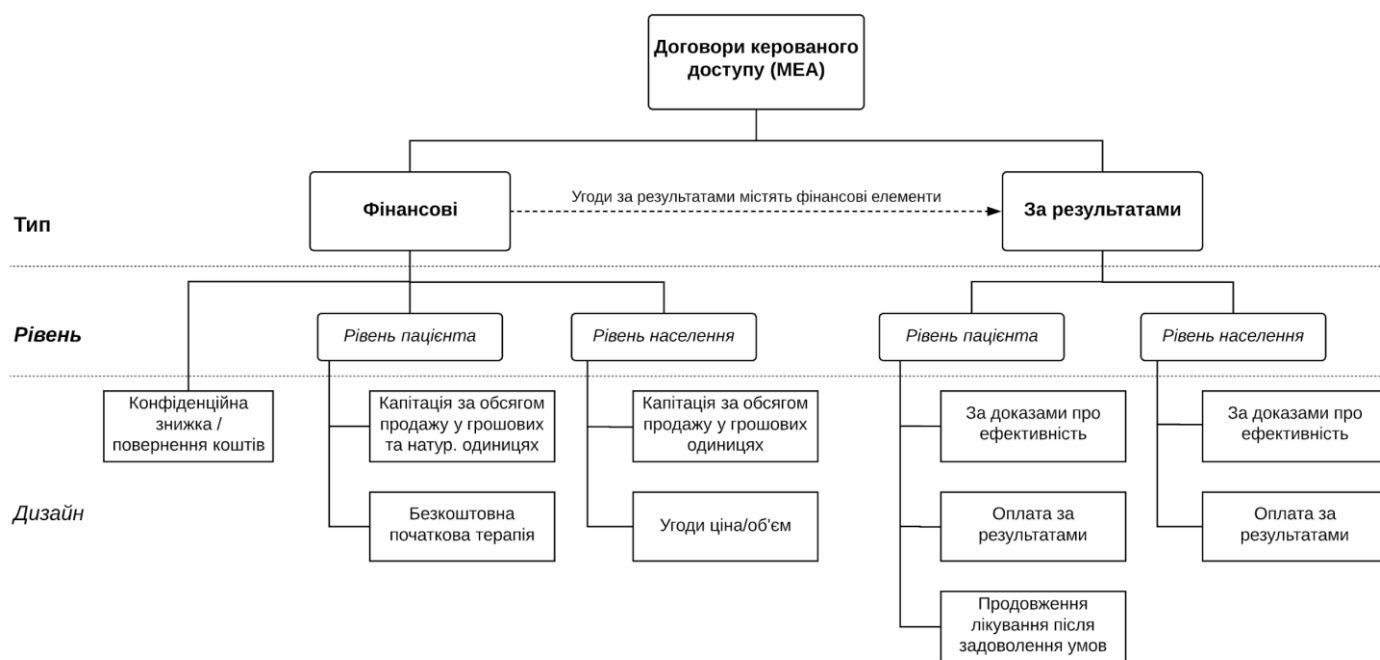 Договори керованого
доступу (МЕА)
Фінансові
Угоди за результатами містять фінансові елементи
За результатами
Тип
Рівень
Рівень пацієнта
Рівень населення
Рівень пацієнта
Рівень населення
Дизайн
Конфіденційна
знижка /
повернення коштів
Капітація за обсягом
продажу у грошових
та натур. одиницях
Безкоштовна
початкова терапія
Капітація за обсягом
продажу у грошових
одиницях
Угоди ціна/об'єм
За доказами про
ефективність
Оплата за
результатами
Продовження
лікування після
задоволення умов
За доказами про
ефективність
Оплата за
результатами